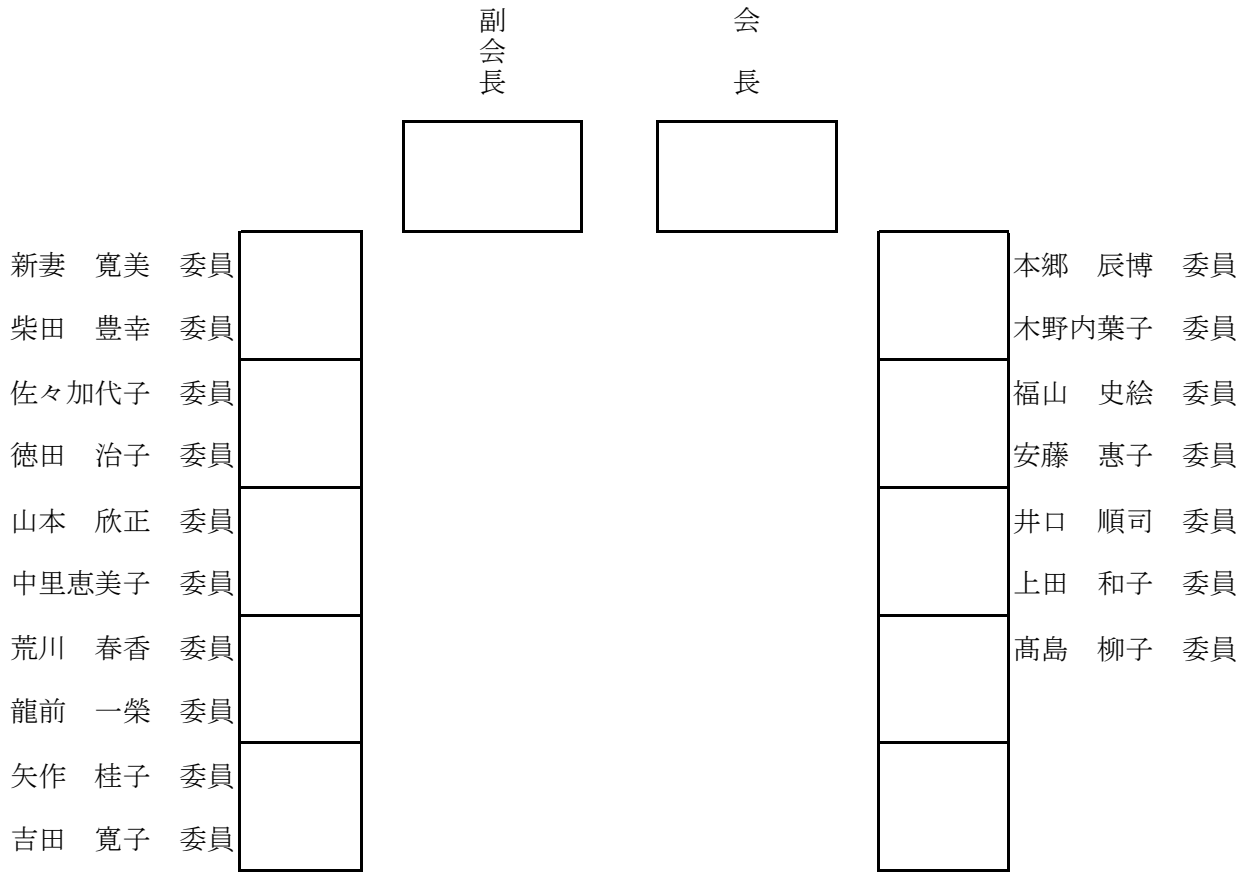 副会長
会　長
新妻　寛美　委員
柴田　豊幸　委員
佐々加代子　委員
徳田　治子　委員
山本　欣正　委員
中里恵美子　委員
荒川　春香　委員
龍前　一榮　委員
矢作　桂子　委員
吉田　寛子　委員
本郷　辰博　委員
木野内葉子　委員
福山　史絵　委員
安藤　惠子　委員
井口　順司　委員
上田　和子　委員
髙島　柳子　委員